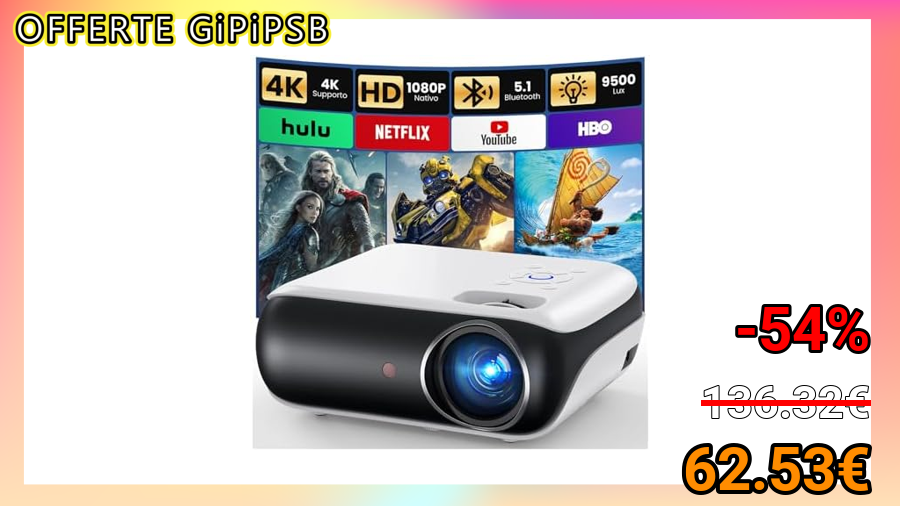 OFFERTE GiPiPSB
4K
4K
Supporto
HD
1080P
Nativo
5.1
Bluetooth
9500
Lux
hulu
NETFLIX
YouTube
HBO
-54%
136.32€
62.53€